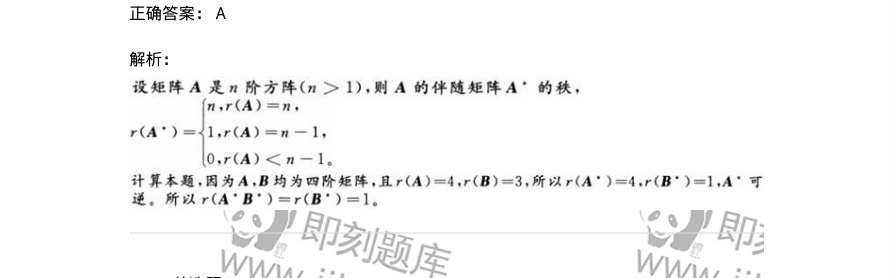 正确答案： A
解析：
设矩阵 A 是 n 阶方阵(n > 1),则 A 的伴随矩阵 A* 的秩,
n,r(A)=n,
r(A*)={1,r(A)=n-1,
0,r(A)<n-1。
计算本题,因为 A,B 均为四阶矩阵,且 r(A)=4,r(B)=3,所以 r(A*)=4,r(B*)=1,A* 可
逆。所以 r(A*B*)=r(B*)=1。
即刻题库 即刻